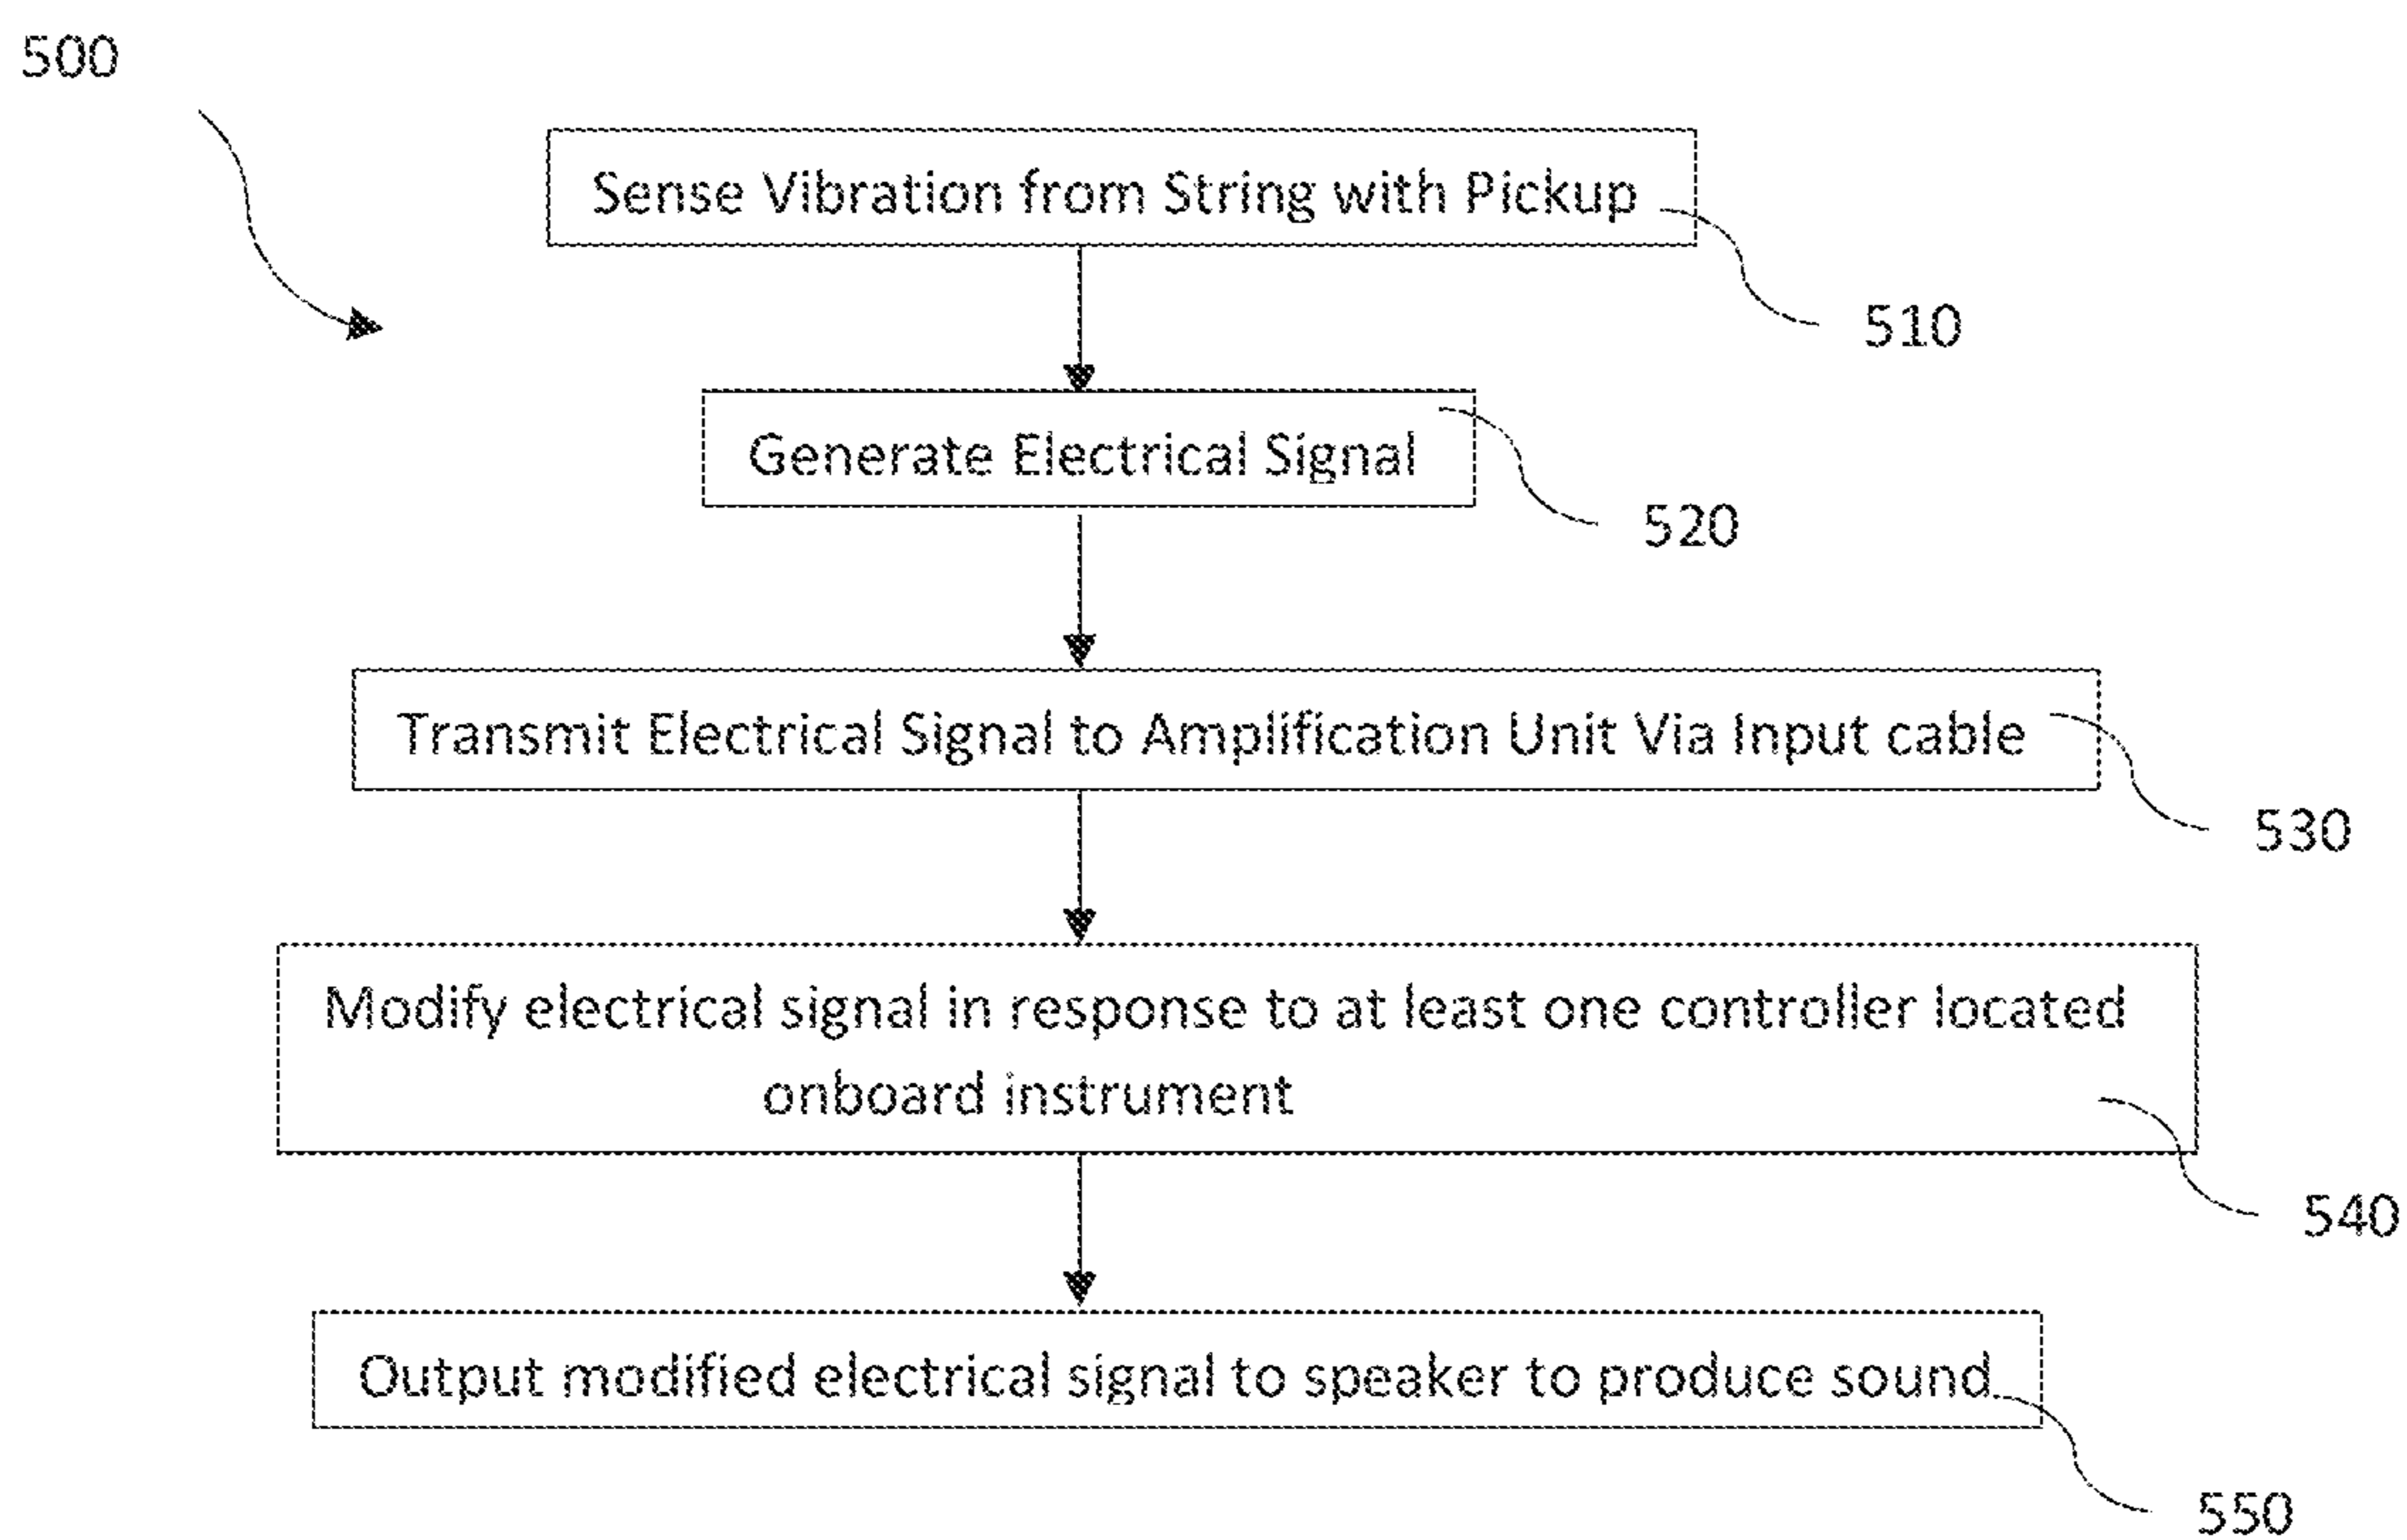 500
Sense Vibration from String with Pickup
510
Generate Electrical Signal
520
Transmit Electrical Signal to Amplification Unit Via Input cable
530
Modify electrical signal in response to at least one controller located
onboard instrument
540
Output modified electrical signal to speaker to produce sound
550